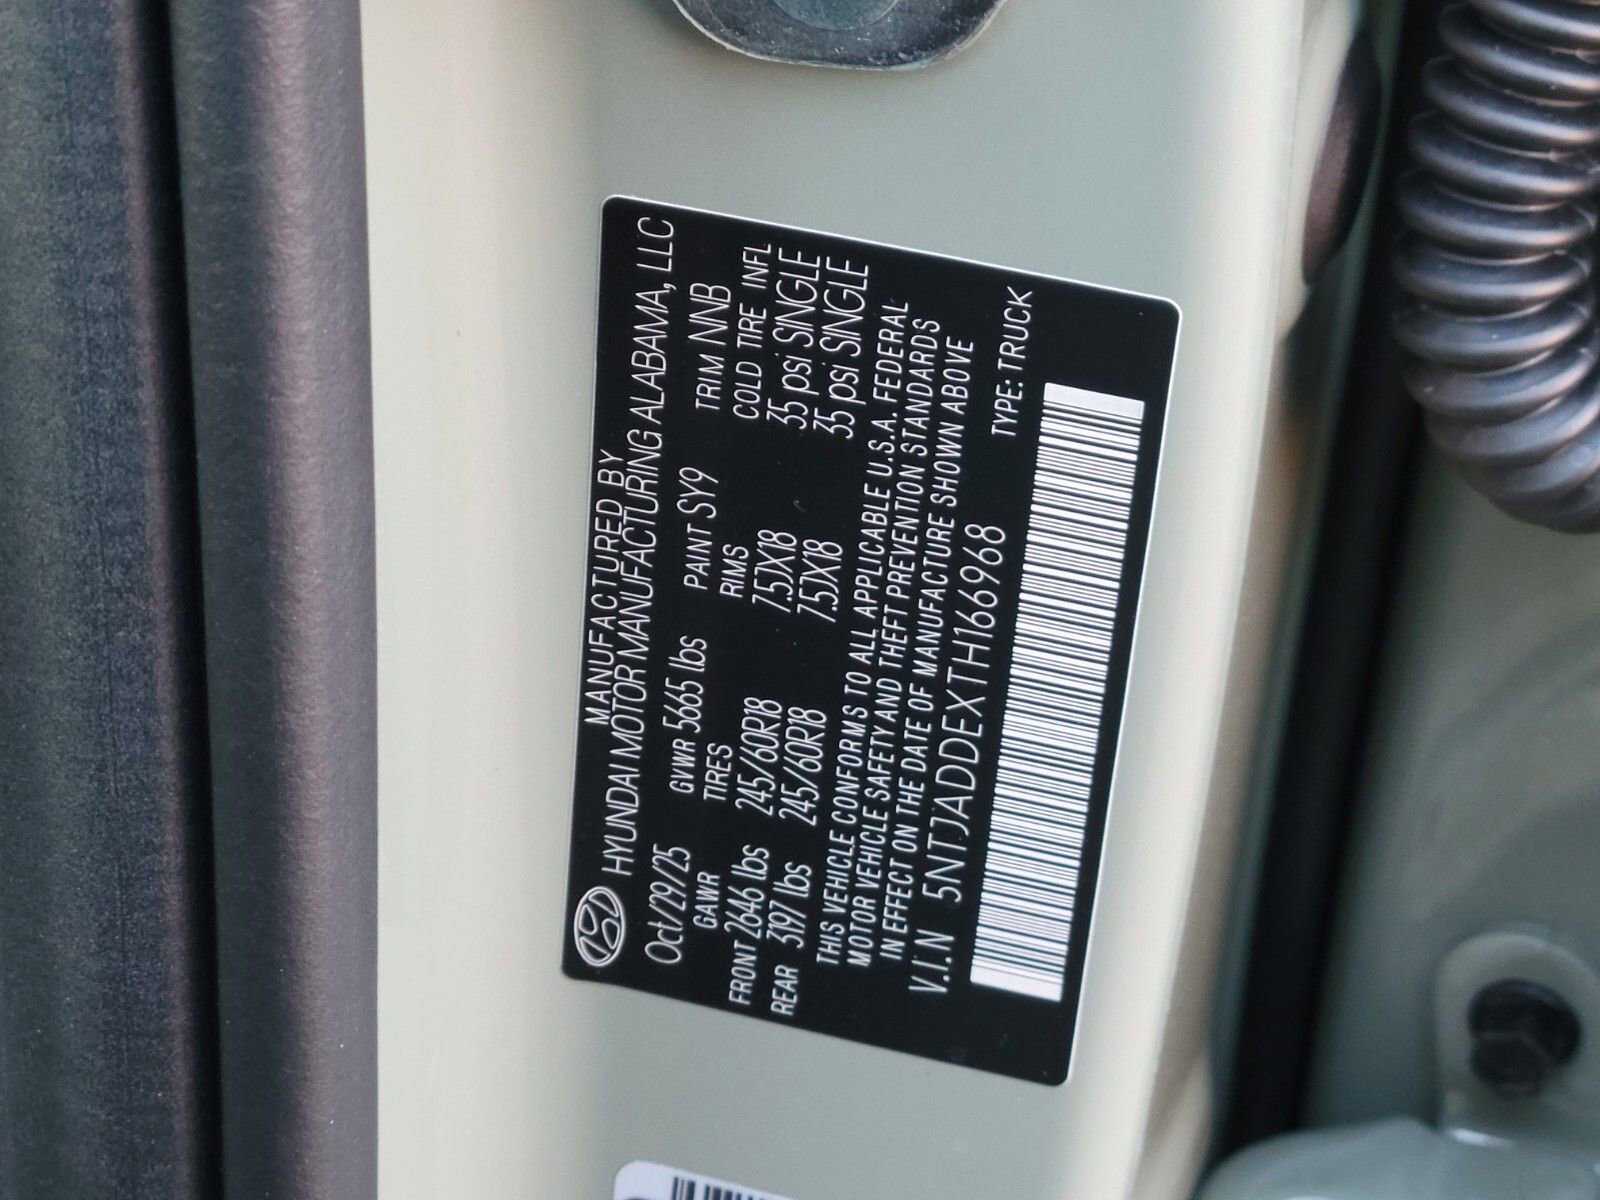 MANUFACTURED BY
HYUNDAI MOTOR MANUFACTURING ALABAMA, LLC
Oct/29/25 GVWR 5665 lbs PAINT SY9 TRIM NNB
GAWR TIRES RIMS COLD TIRE INFL
FRONT 2646 lbs 245/60R18 7.5JX18 35 psi SINGLE
REAR 3197 lbs 245/60R18 7.5JX18 35 psi SINGLE
THIS VEHICLE CONFORMS TO ALL APPLICABLE U.S.A. FEDERAL
MOTOR VEHICLE SAFETY AND THEFT PREVENTION STANDARDS
IN EFFECT ON THE DATE OF MANUFACTURE SHOWN ABOVE
V.I.N 5NTJADDEXTH166968 TYPE: TRUCK